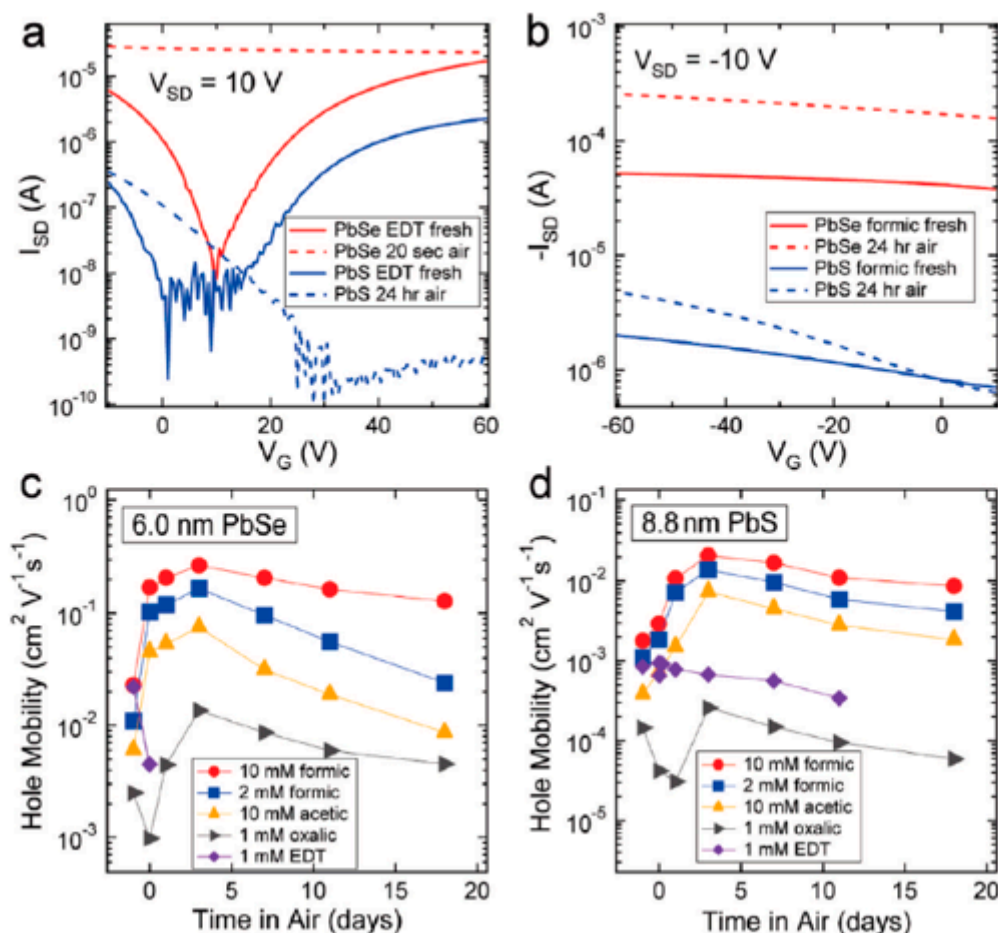 a
V_SD = 10 V
I_SD (A)
10^-5
10^-6
10^-7
10^-8
10^-9
10^-10
PbSe EDT fresh
PbSe 20 sec air
PbS EDT fresh
PbS 24 hr air
0 20 40 60
V_G (V)
b
V_SD = -10 V
-I_SD (A)
10^-3
10^-4
10^-5
10^-6
PbSe formic fresh
PbSe 24 hr air
PbS formic fresh
PbS 24 hr air
-60 -40 -20 0
V_G (V)
c
6.0 nm PbSe
Hole Mobility (cm² V⁻¹s⁻¹)
10^0
10^-1
10^-2
10^-3
10 mM formic
2 mM formic
10 mM acetic
1 mM oxalic
1 mM EDT
0 5 10 15 20
Time in Air (days)
d
8.8 nm PbS
Hole Mobility (cm² V⁻¹s⁻¹)
10^-1
10^-2
10^-3
10^-4
10^-5
10 mM formic
2 mM formic
10 mM acetic
1 mM oxalic
1 mM EDT
0 5 10 15 20
Time in Air (days)